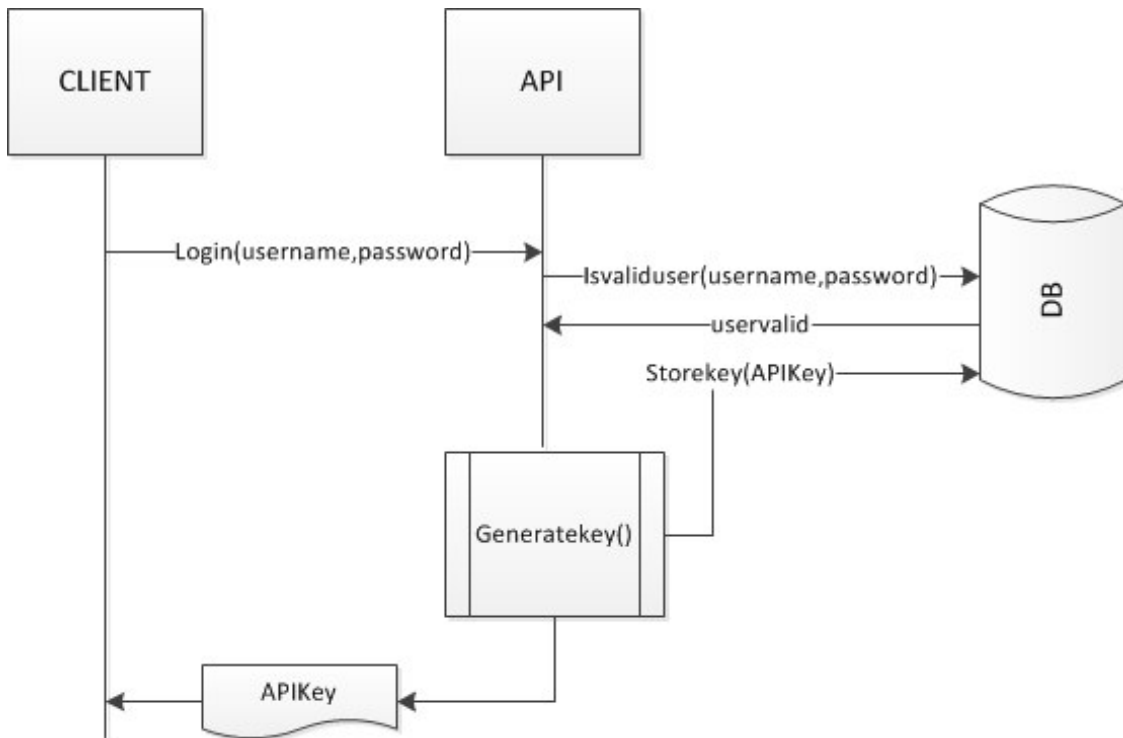 CLIENT
API
Login(username,password)
Isvaliduser(username,password)
uservalid
DB
Storekey(APIKey)
Generatekey()
APIKey